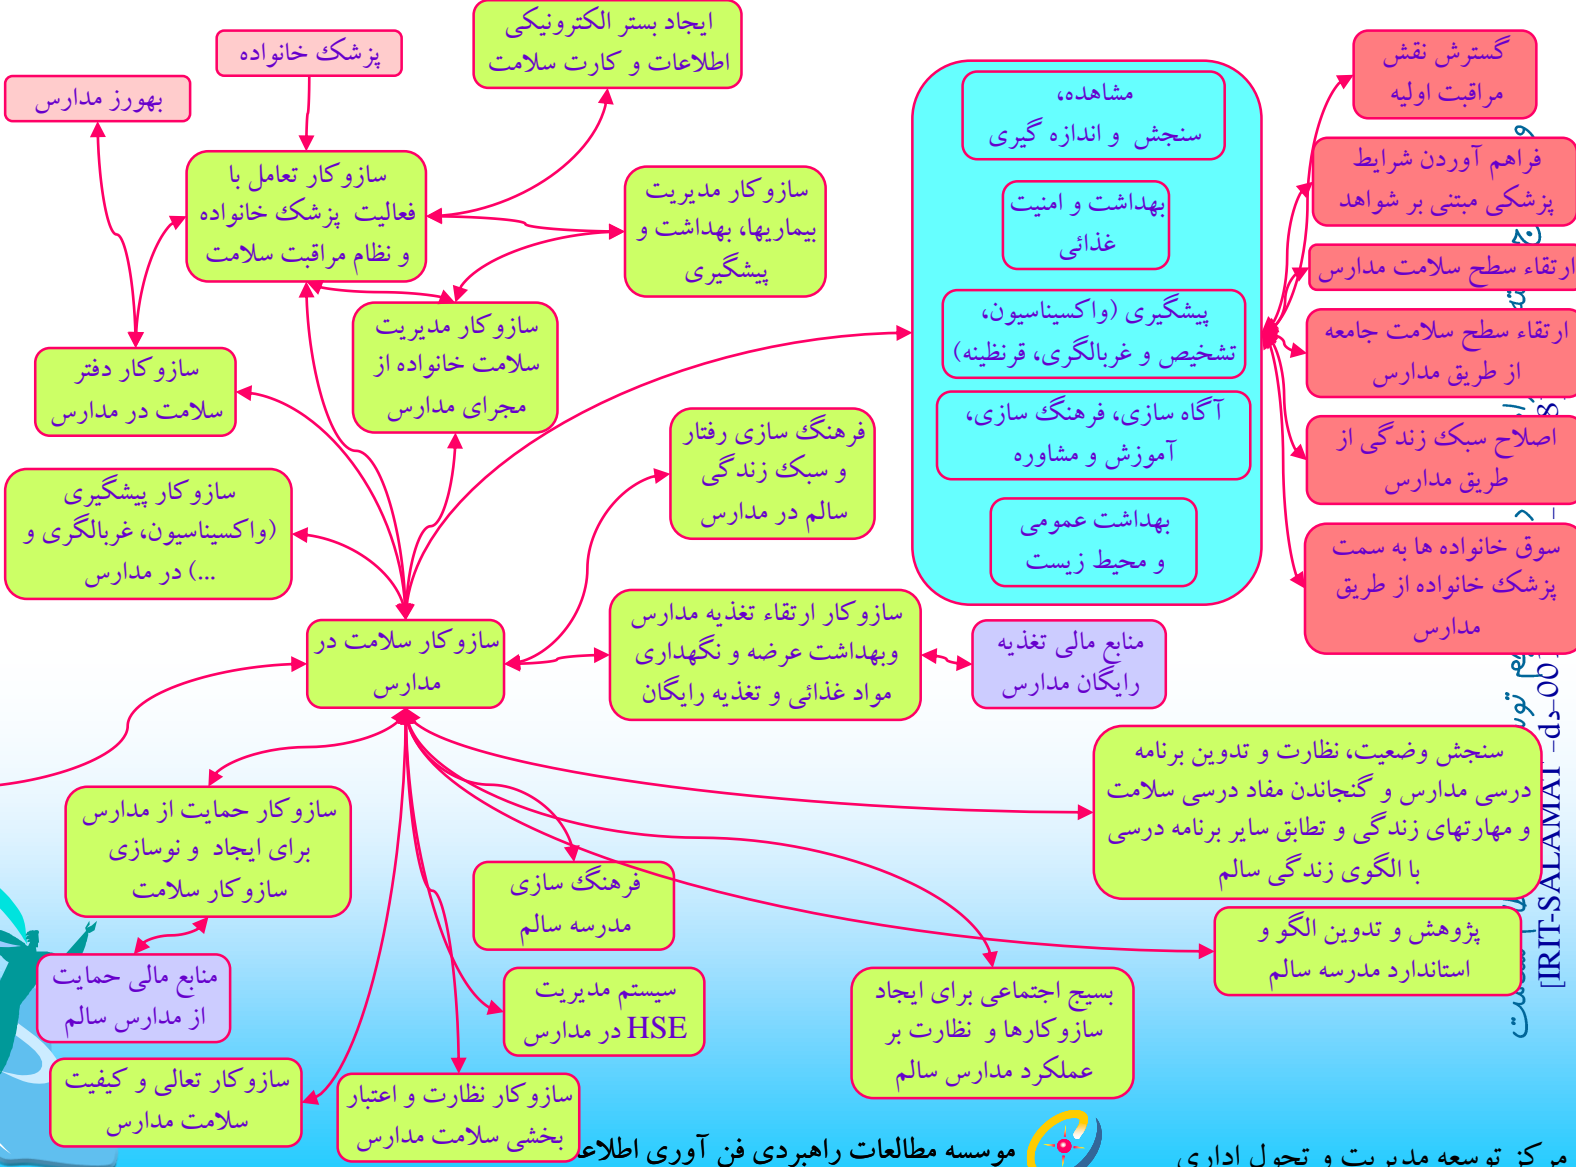 ایجاد بستر الکترونیکی
اطلاعات و کارت سلامت
پزشک خانواده
بهورز مدارس
سازوکار تعامل با
فعالیت پزشک خانواده
و نظام مراقبت سلامت
سازوکار مدیریت
بیماریها، بهداشت و
پیشگیری
سازوکار مدیریت
سلامت خانواده از
مجرای مدارس
سازوکار دفتر
سلامت در مدارس
سازوکار پیشگیری
(واکسیناسیون، غربالگری و
...) در مدارس
فرهنگ سازی رفتار
و سبک زندگی
سالم در مدارس
مشاهده،
سنجش و اندازه گیری
بهداشت و امنیت
غذائی
پیشگیری (واکسیناسیون،
تشخیص و غربالگری، قرنظینه)
آگاه سازی، فرهنگ سازی،
آموزش و مشاوره
بهداشت عمومی
و محیط زیست
گسترش نقش
مراقبت اولیه
فراهم آوردن شرایط
پزشکی مبتنی بر شواهد
ارتقاء سطح سلامت مدارس
ارتقاء سطح سلامت جامعه
از طریق مدارس
اصلاح سبک زندگی از
طریق مدارس
سوق خانواده ها به سمت
پزشک خانواده از طریق
مدارس
سازوکار سلامت در
مدارس
سازوکار ارتقاء تغذیه مدارس
وبهداشت عرضه و نگهداری
مواد غذائی و تغذیه رایگان
منابع مالی تغذیه
رایگان مدارس
سنجش وضعیت، نظارت و تدوین برنامه
درسی مدارس و گنجاندن مفاد درسی سلامت
و مهارتهای زندگی و تطابق سایر برنامه درسی
با الگوی زندگی سالم
سازوکار حمایت از مدارس
برای ایجاد و نوسازی
سازوکار سلامت
فرهنگ سازی
مدرسه سالم
پژوهش و تدوین الگو و
استاندارد مدرسه سالم
منابع مالی حمایت
از مدارس سالم
سیستم مدیریت
HSE در مدارس
بسیج اجتماعی برای ایجاد
سازوکارها و نظارت بر
عملکرد مدارس سالم
سازوکار تعالی و کیفیت
سلامت مدارس
سازوکار نظارت و اعتبار
بخشی سلامت مدارس
[IRIT-SALAMAT
موسسه مطالعات راهبردی فن آوری
مرکز توسعه مدیریت و تحول اداری